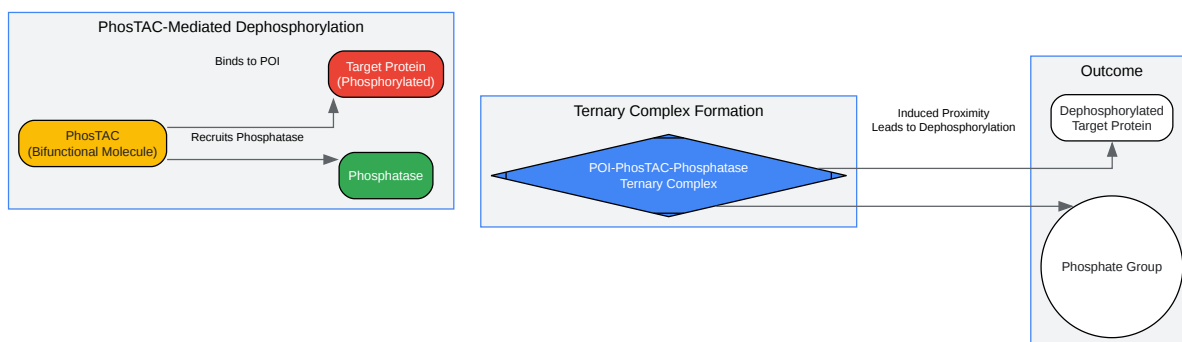 PhosTAC-Mediated Dephosphorylation
Binds to POI
Target Protein
(Phosphorylated)
PhosTAC
(Bifunctional Molecule)
Recruits Phosphatase
Phosphatase
Ternary Complex Formation
POI-PhosTAC-Phosphatase
Ternary Complex
Induced Proximity
Leads to Dephosphorylation
Outcome
Dephosphorylated
Target Protein
Phosphate Group